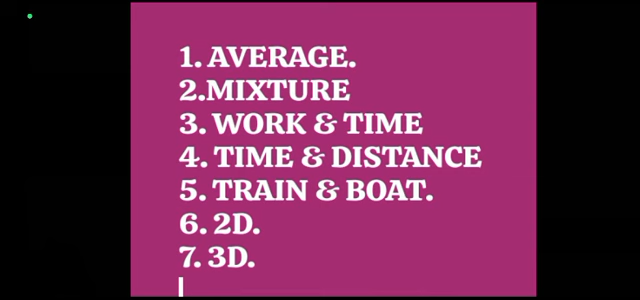 1. AVERAGE.
2.MIXTURE
3. WORK & TIME
4. TIME & DISTANCE
5. TRAIN & BOAT.
6. 2D.
7. 3D.